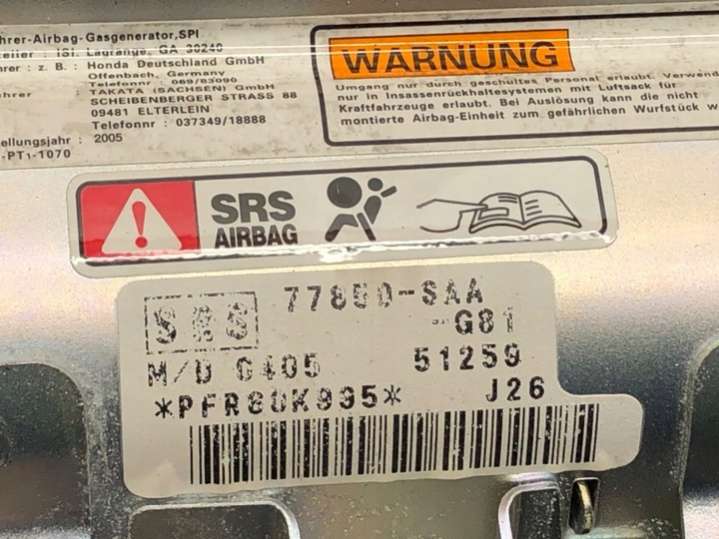 hrer-Airbag-Gasgenerator,SPI
teller : ISI. Lagrange, GA 30240
hrer : z. B. : Honda Deutschland GmbH
Offenbach, Germany
Telefonnr : 069/83090
hrer : TAKATA (SACHSEN) GmbH
SCHEIBENBERGER STRASS 88
09481 ELTERLEIN
Telefonnr : 037349/18888
ellungsjahr : 2005
-PT1-1070
WARNUNG
Umgang nur durch geschultes Personal erlaubt. Verwend
nur in Insassenrückhaltesystemen mit Luftsack für
Kraftfahrzeuge erlaubt. Bei Auslösung kann die nicht
montierte Airbag-Einheit zum gefährlichen Wurfstück w
SRS
AIRBAG
SRS 77850-SAA
-G81
M/D G405 51259
*PFR80K995* J26